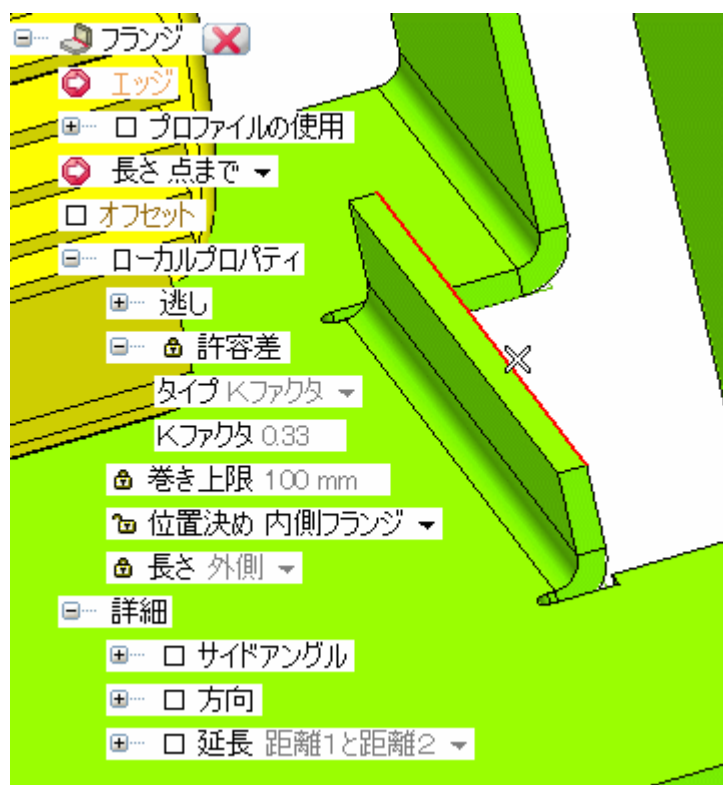 フランジ
エッジ
プロファイルの使用
長さ 点まで
オフセット
ローカルプロパティ
逃し
許容差
タイプ Kファクタ
Kファクタ 0.33
巻き上限 100 mm
位置決め 内側フランジ
長さ 外側
詳細
サイドアングル
方向
延長 距離1と距離2